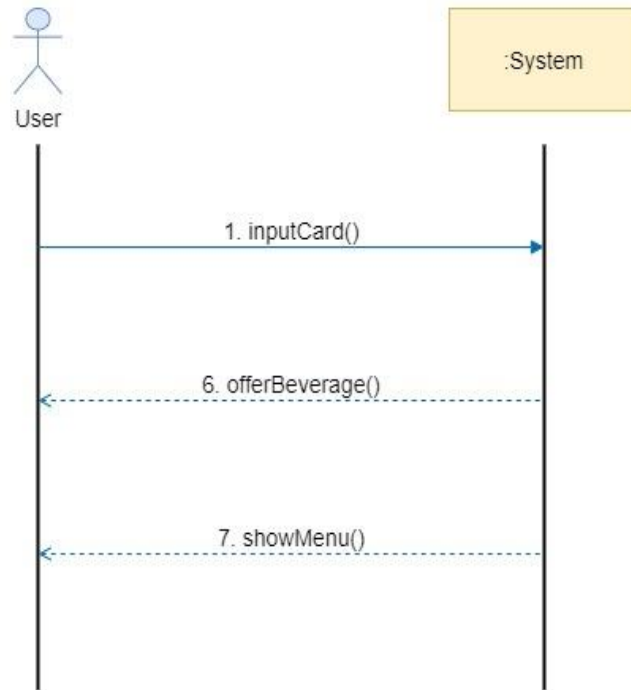 :System
User
1. inputCard()
6. offerBeverage()
7. showMenu()